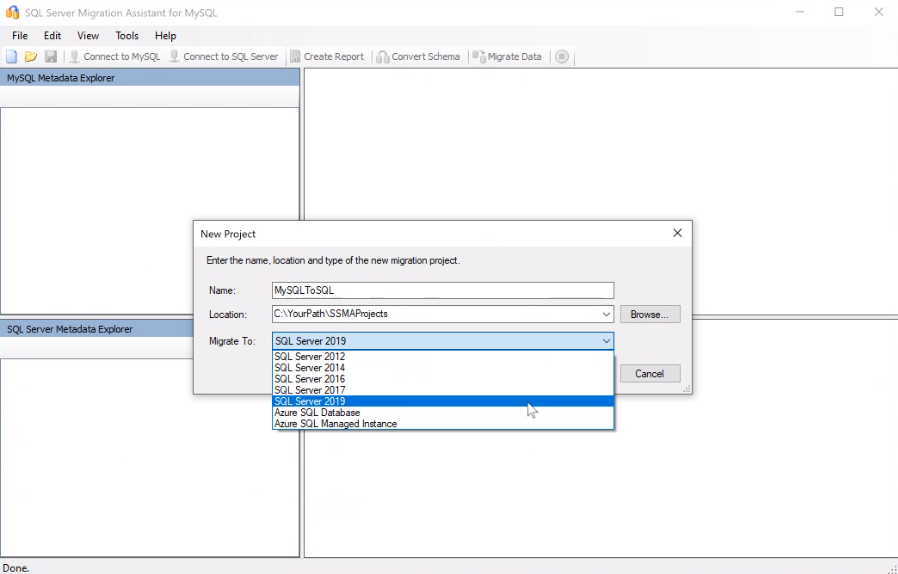 SQL Server Migration Assistant for MySQL
File Edit View Tools Help
Connect to MySQL Connect to SQL Server Create Report Convert Schema Migrate Data
MySQL Metadata Explorer
New Project
Enter the name, location and type of the new migration project.
Name: MySQLToSQL
Location: C:\YourPath\SSMAProjects Browse...
SQL Server Metadata Explorer
Migrate To: SQL Server 2019
SQL Server 2012
SQL Server 2014
SQL Server 2016
Cancel
SQL Server 2017
SQL Server 2019
Azure SQL Database
Azure SQL Managed Instance
Done.